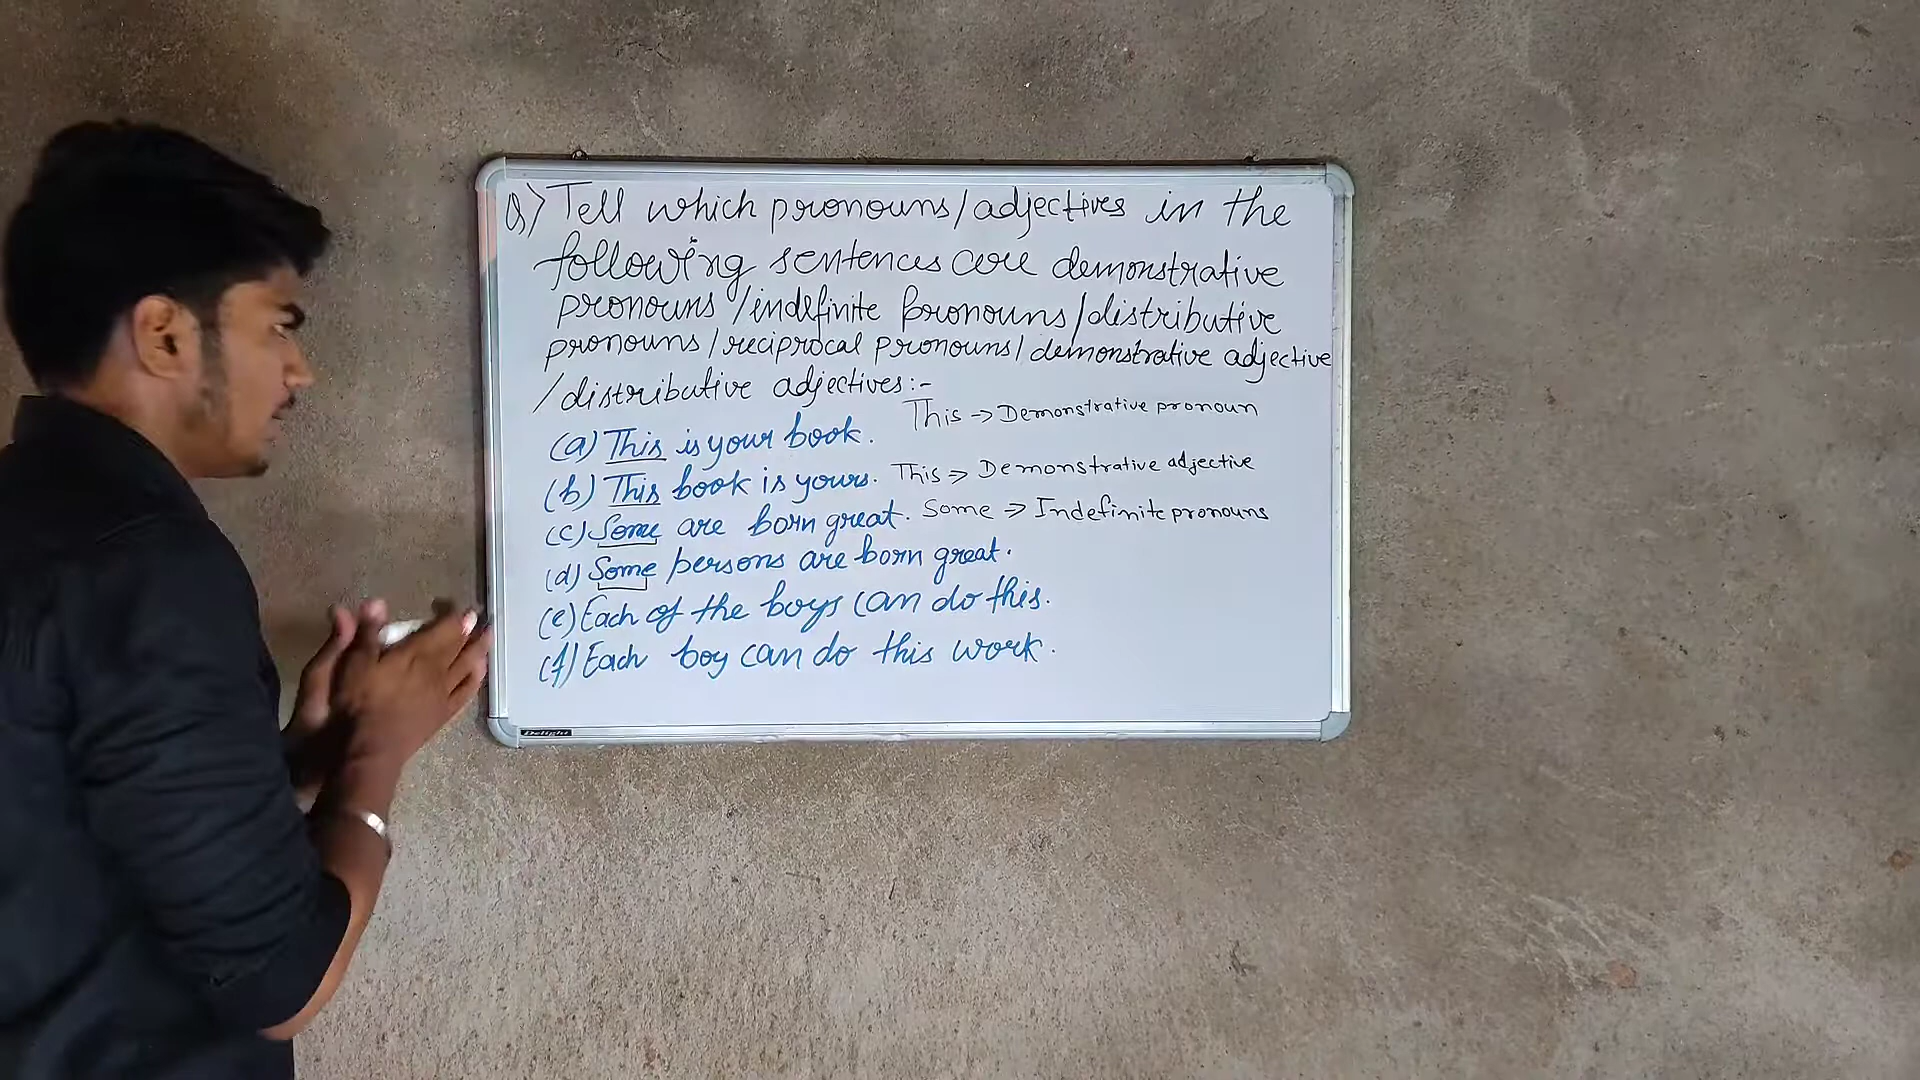 Q) Tell which pronouns/adjectives in the
following sentences are demonstrative
pronouns/indefinite pronouns/distributive
pronouns/reciprocal pronouns/demonstrative adjective
/distributive adjectives:-
(a) This is your book. This → Demonstrative pronoun
(b) This book is yours. This ⇒ Demonstrative adjective
(c) Some are born great. Some ⇒ Indefinite pronouns
(d) Some persons are born great.
(e) Each of the boys can do this.
(f) Each boy can do this work.
Delight